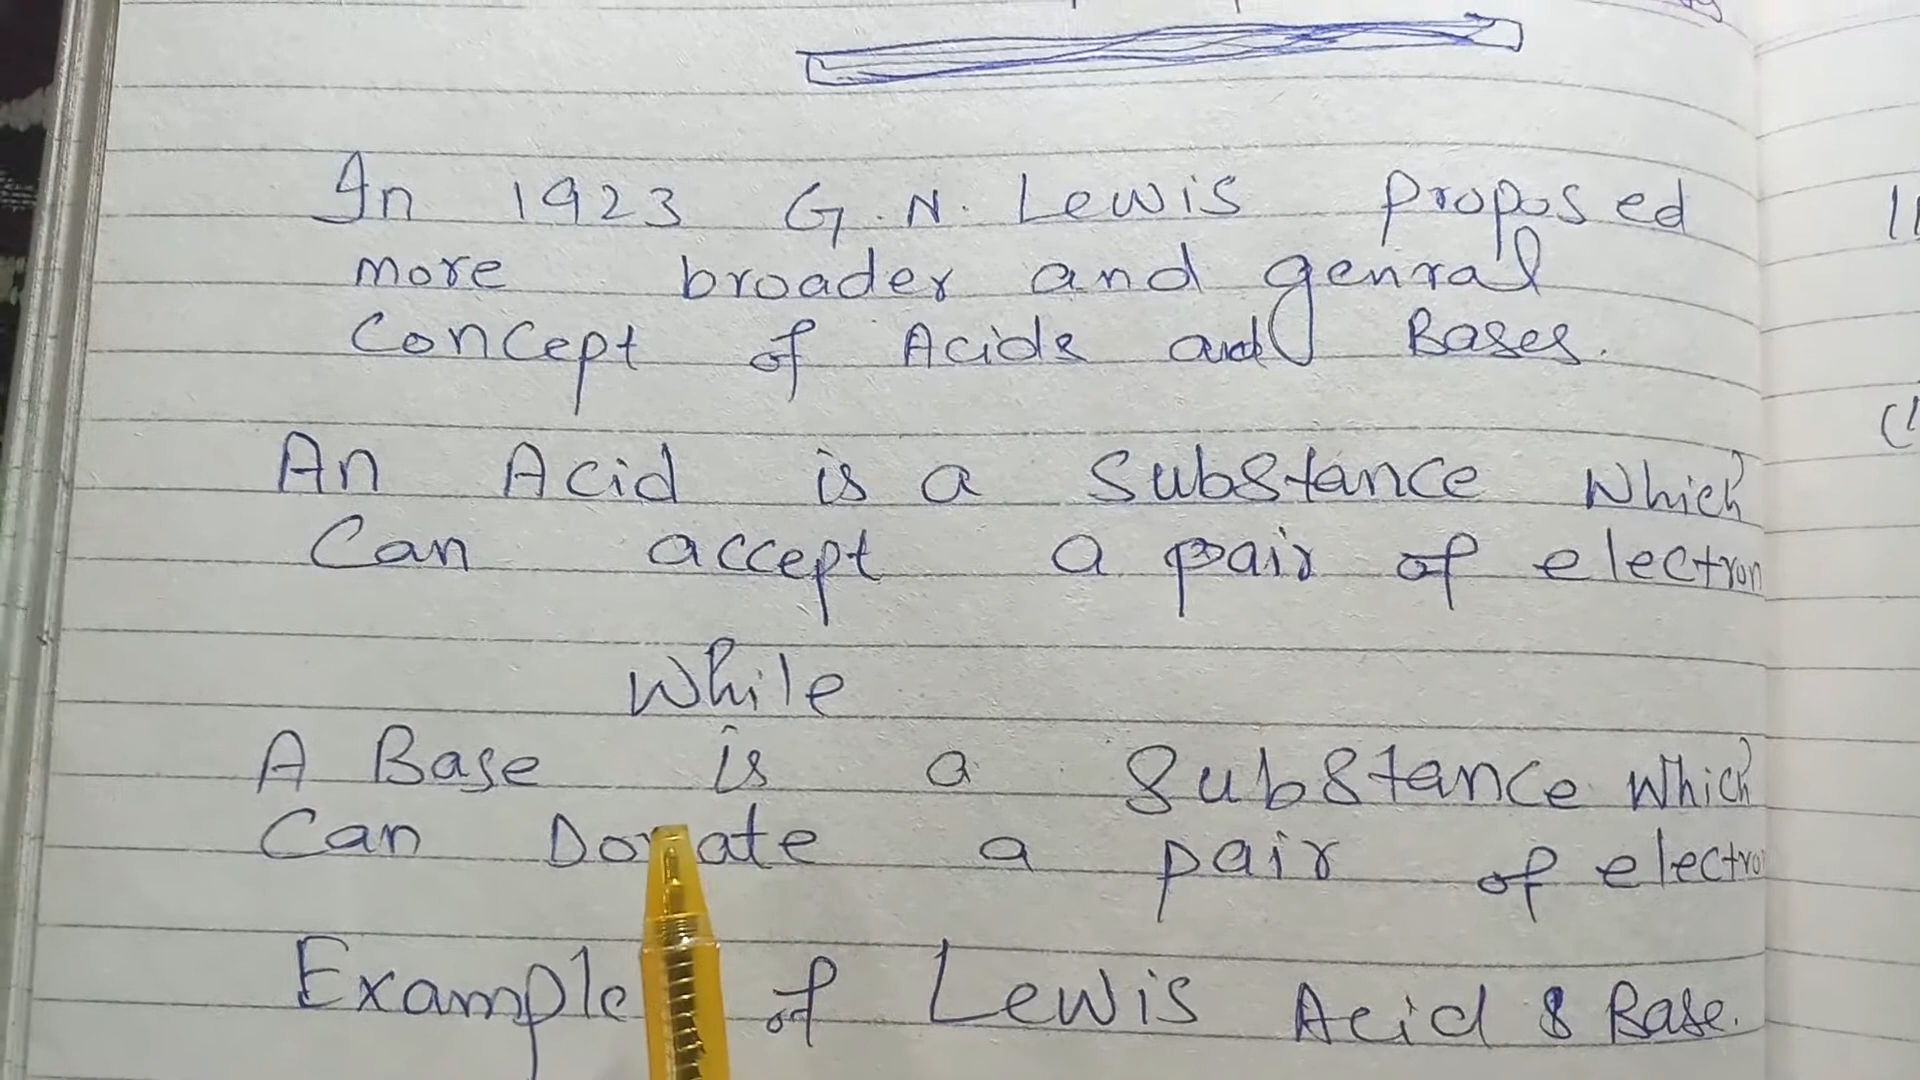 In 1923 G. N. Lewis proposed
more broader and genral
Concept of Acids and Bases.
An Acid is a Substance Which
Can accept a pair of electron
While
A Base is a Substance Which
Can Donate a pair of electro
Example of Lewis Acid & Base.